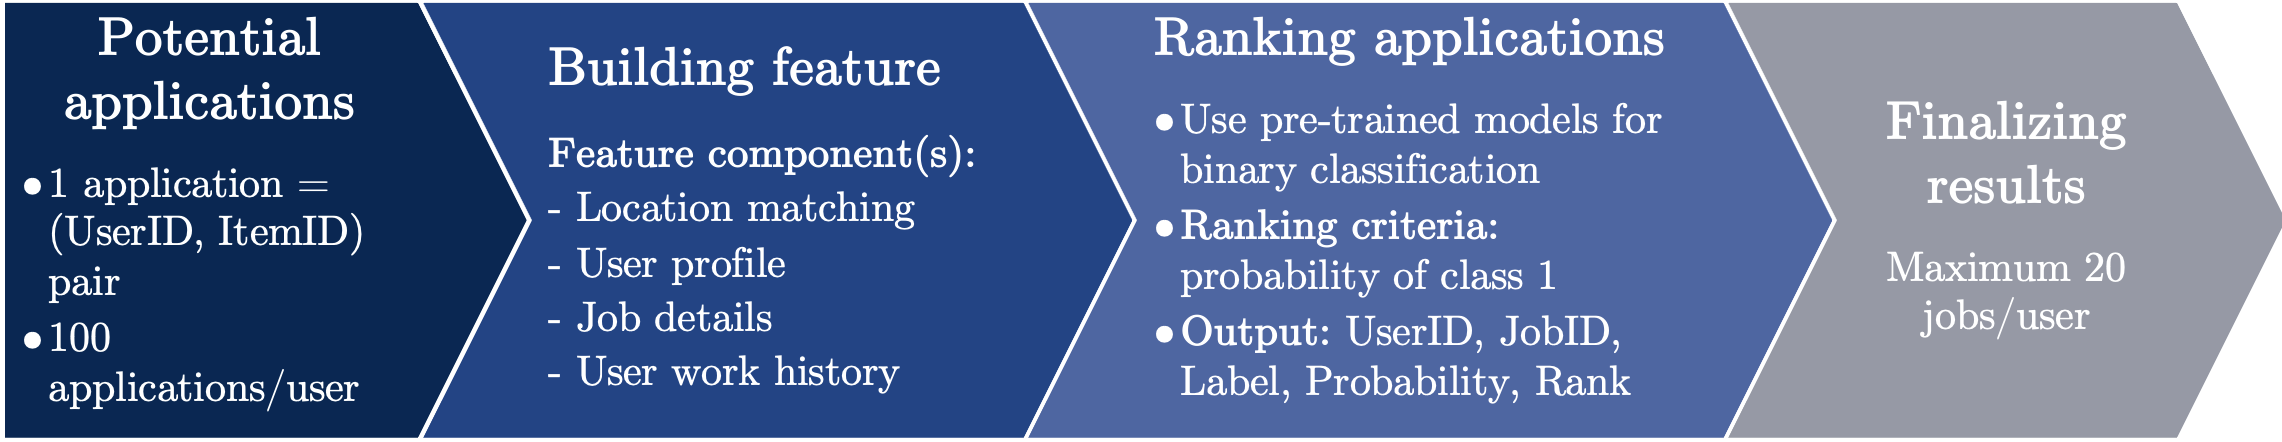 Potential
applications
● 1 application =
(UserID, ItemID)
pair
● 100
applications/user
Building feature
Feature component(s):
- Location matching
- User profile
- Job details
- User work history
Ranking applications
● Use pre-trained models for
binary classification
● Ranking criteria:
probability of class 1
● Output: UserID, JobID,
Label, Probability, Rank
Finalizing
results
Maximum 20
jobs/user